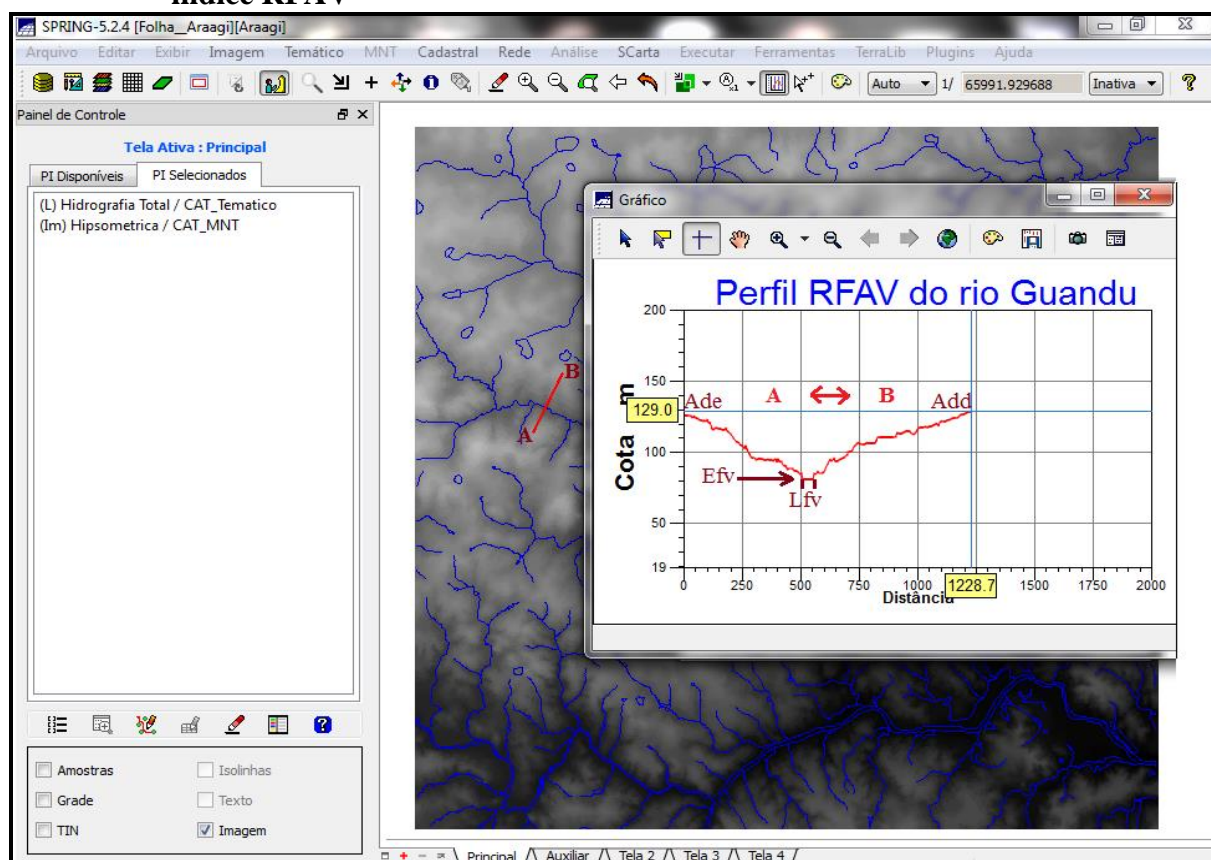 índice RFAV
SPRING-5.2.4 [Folha__Araagi][Araagi]
Arquivo Editar Exibir Imagem Temático MNT Cadastral Rede Análise SCarta Executar Ferramentas TerraLib Plugins Ajuda
Auto 1/ 65991.929688 Inativa
Painel de Controle
Tela Ativa : Principal
PI Disponíveis PI Selecionados
(L) Hidrografia Total / CAT_Tematico
(Im) Hipsometrica / CAT_MNT
Amostras Isolinhas
Grade Texto
TIN Imagem
B
A
Gráfico
Perfil RFAV do rio Guandu
200
150
129.0
100
50
19
Cota m
Ade A B Add
Efv
Lfv
0 250 500 750 1000 1228.7 1500 1750 2000
Distância
Principal Auxiliar Tela 2 Tela 3 Tela 4